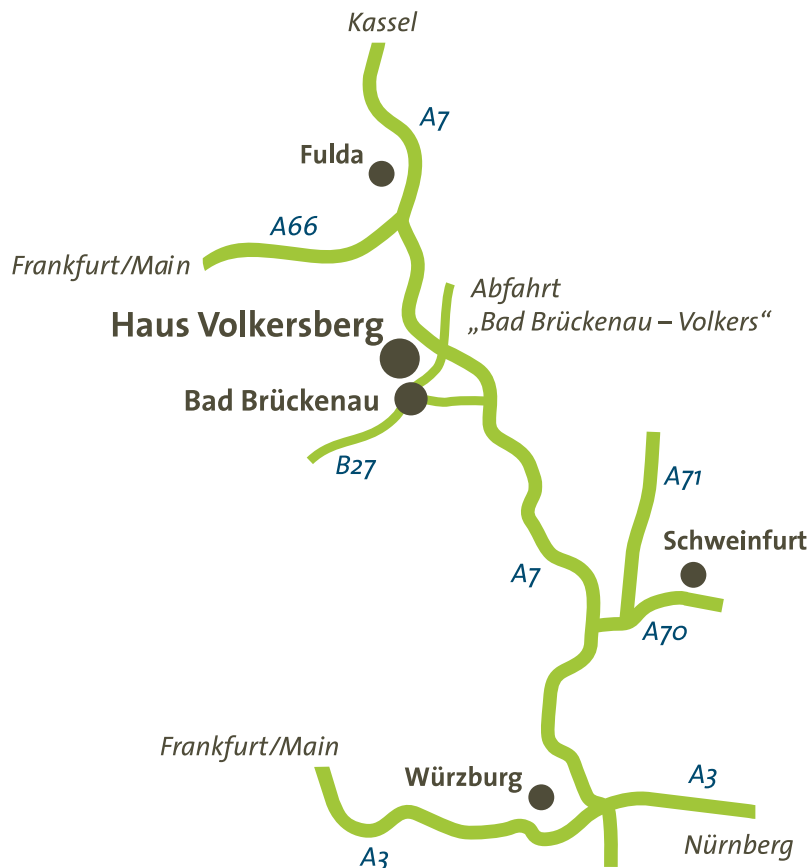 Kassel
A7
Fulda
A66
Frankfurt/Main
Abfahrt
„Bad Brückenau – Volkers“
Haus Volkersberg
Bad Brückenau
B27
A71
Schweinfurt
A7
A70
Frankfurt/Main
Würzburg
A3
A3
Nürnberg